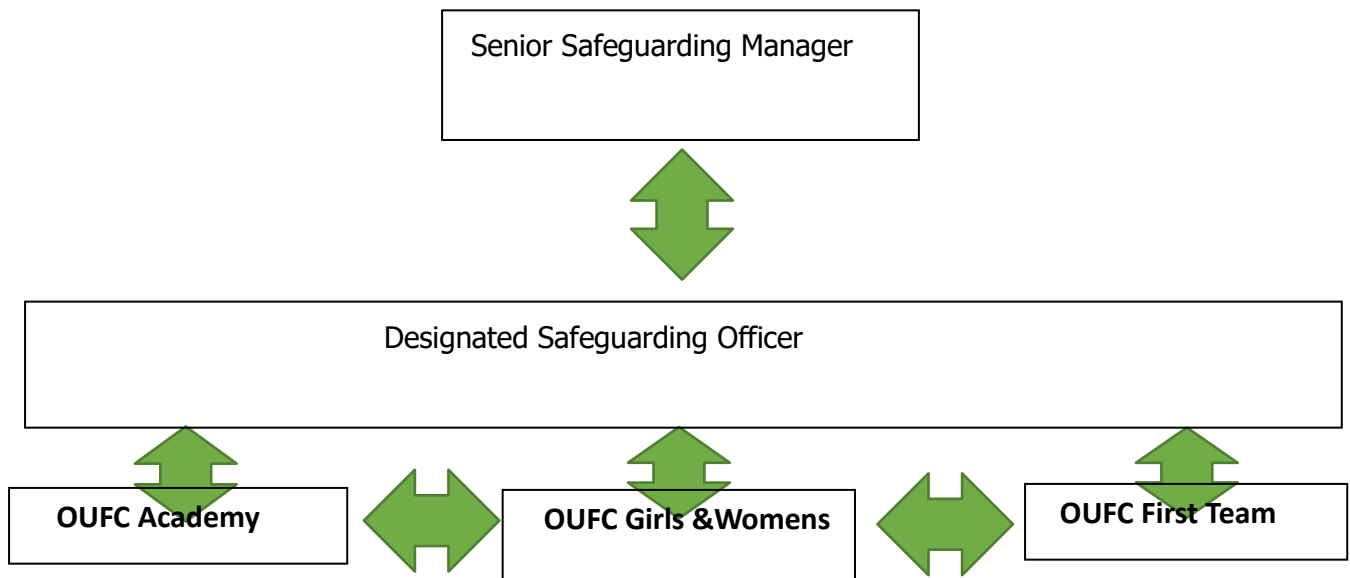 Senior Safeguarding Manager
Designated Safeguarding Officer
OUFC Academy
OUFC Girls &Womens
OUFC First Team